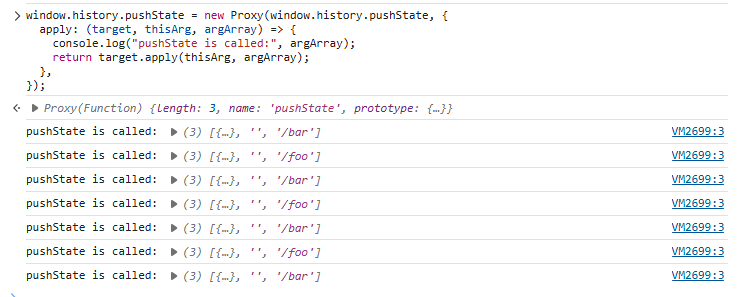 window.history.pushState = new Proxy(window.history.pushState, {
  apply: (target, thisArg, argArray) => {
    console.log("pushState is called:", argArray);
    return target.apply(thisArg, argArray);
  },
});
Proxy(Function) {length: 3, name: 'pushState', prototype: {…}}
pushState is called: (3) [{…}, '', '/bar'] VM2699:3
pushState is called: (3) [{…}, '', '/foo'] VM2699:3
pushState is called: (3) [{…}, '', '/bar'] VM2699:3
pushState is called: (3) [{…}, '', '/foo'] VM2699:3
pushState is called: (3) [{…}, '', '/bar'] VM2699:3
pushState is called: (3) [{…}, '', '/foo'] VM2699:3
pushState is called: (3) [{…}, '', '/bar'] VM2699:3